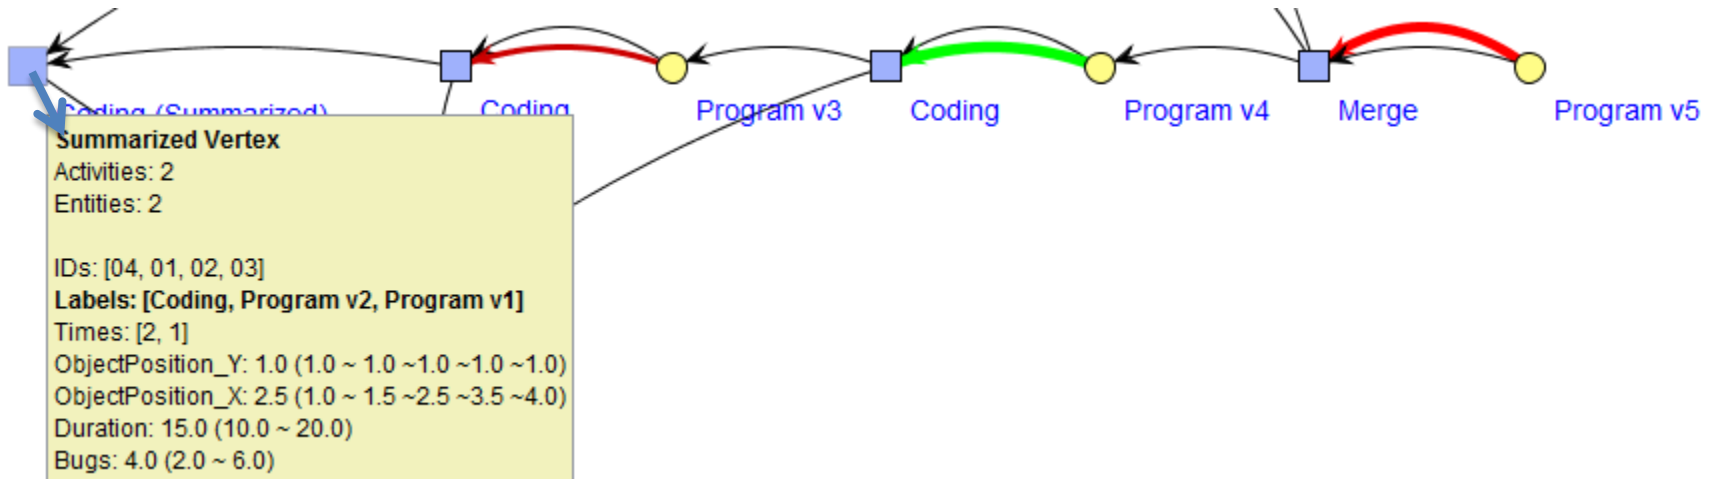 Coding (Summarized)
Coding
Program v3
Coding
Program v4
Merge
Program v5
Summarized Vertex
Activities: 2
Entities: 2
IDs: [04, 01, 02, 03]
Labels: [Coding, Program v2, Program v1]
Times: [2, 1]
ObjectPosition_Y: 1.0 (1.0 ~ 1.0 ~1.0 ~1.0 ~1.0)
ObjectPosition_X: 2.5 (1.0 ~ 1.5 ~2.5 ~3.5 ~4.0)
Duration: 15.0 (10.0 ~ 20.0)
Bugs: 4.0 (2.0 ~ 6.0)